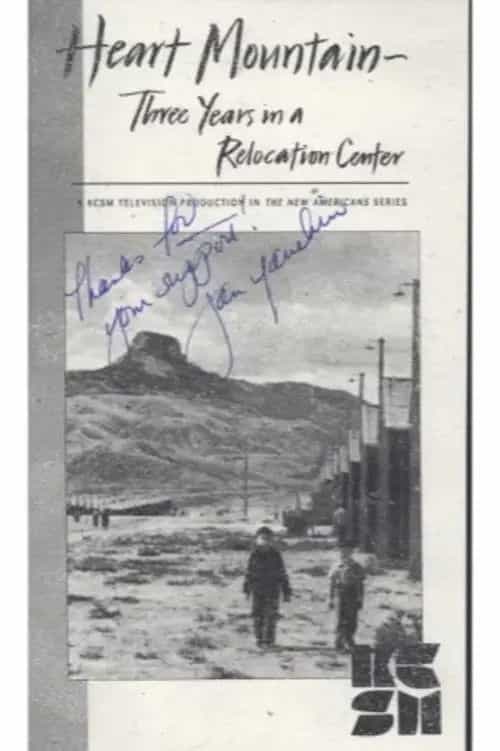 Heart Mountain–
Three Years in a
Relocation Center
A KCSM TELEVISION PRODUCTION IN THE NEW AMERICANS SERIES
Thanks for
your support!
KC
SM